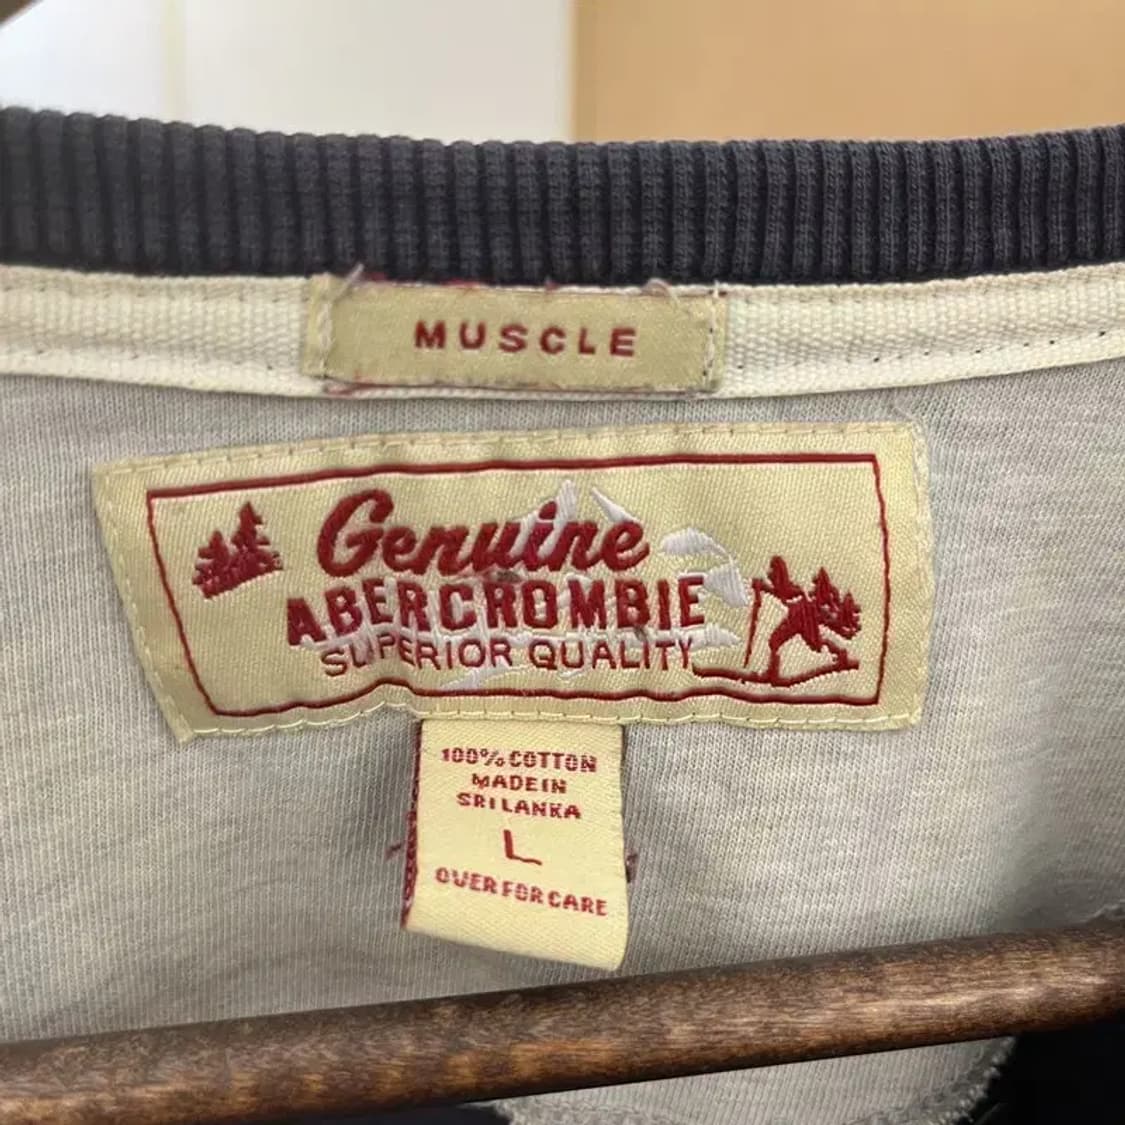 MUSCLE
Genuine
ABERCROMBIE
SUPERIOR QUALITY
100% COTTON
MADE IN
SRI LANKA
L
OVER FOR CARE